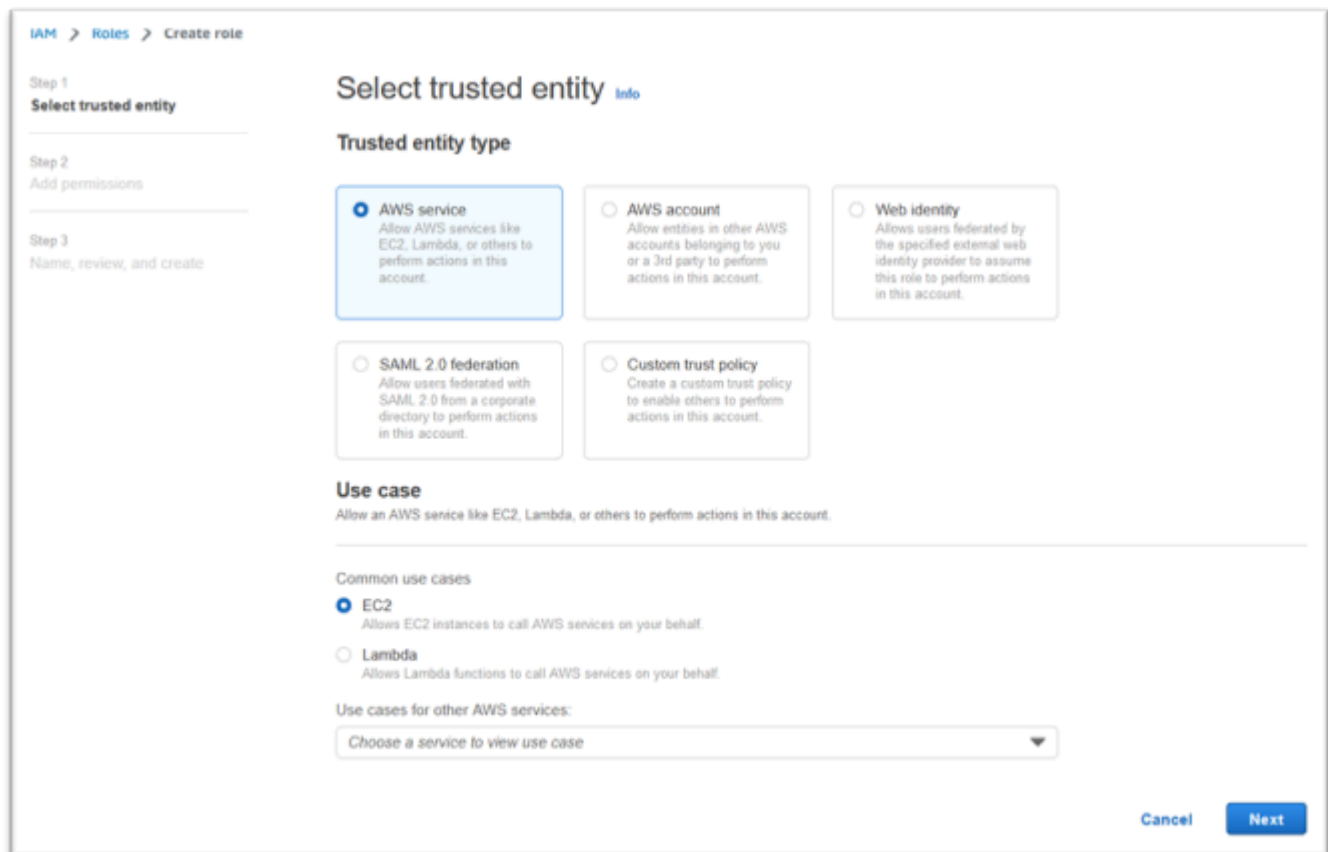 IAM > Roles > Create role
Step 1
Select trusted entity
Step 2
Add permissions
Step 3
Name, review, and create
Select trusted entity Info
Trusted entity type
AWS service
Allow AWS services like
EC2, Lambda, or others to
perform actions in this
account.
AWS account
Allow entities in other AWS
accounts belonging to you
or a 3rd party to perform
actions in this account.
Web identity
Allows users federated by
the specified external web
identity provider to assume
this role to perform actions
in this account.
SAML 2.0 federation
Allow users federated with
SAML 2.0 from a corporate
directory to perform actions
in this account.
Custom trust policy
Create a custom trust policy
to enable others to perform
actions in this account.
Use case
Allow an AWS service like EC2, Lambda, or others to perform actions in this account.
Common use cases
EC2
Allows EC2 instances to call AWS services on your behalf.
Lambda
Allows Lambda functions to call AWS services on your behalf.
Use cases for other AWS services:
Choose a service to view use case
Cancel
Next